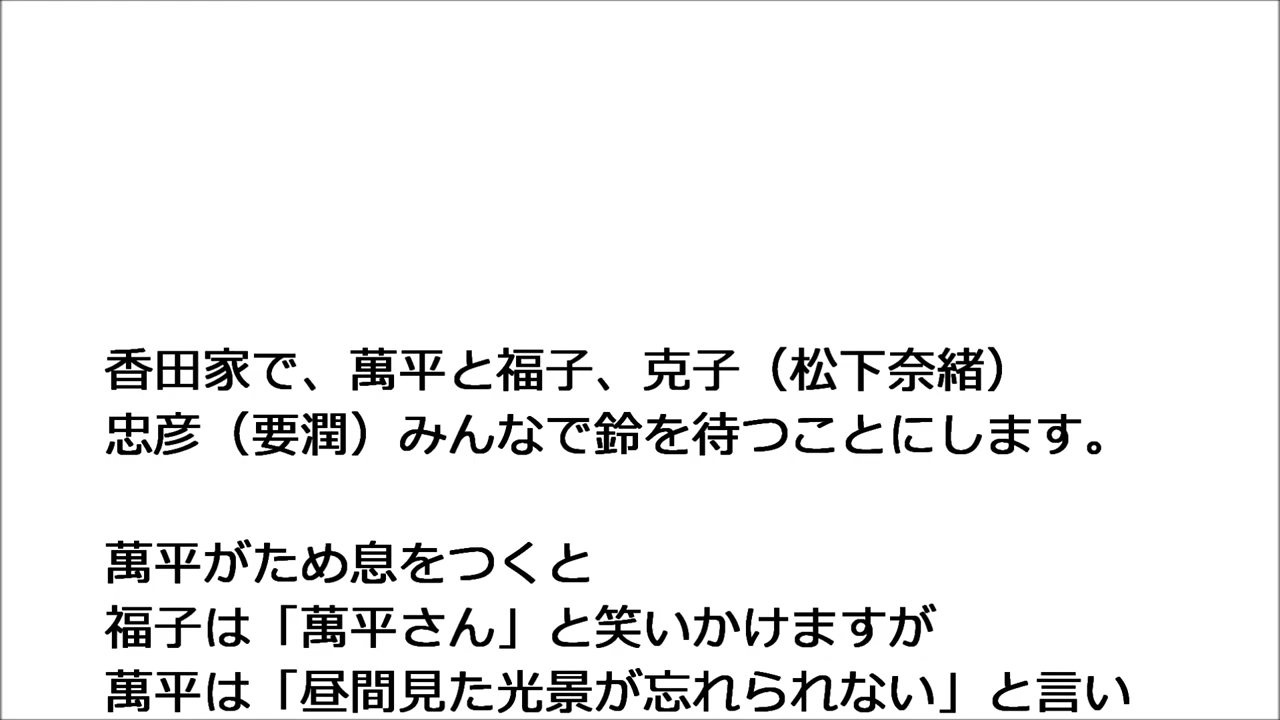 香田家で、萬平と福子、克子（松下奈緒）
忠彦（要潤）みんなで鈴を待つことにします。
萬平がため息をつくと
福子は「萬平さん」と笑いかけますが
萬平は「昼間見た光景が忘れられない」と言い